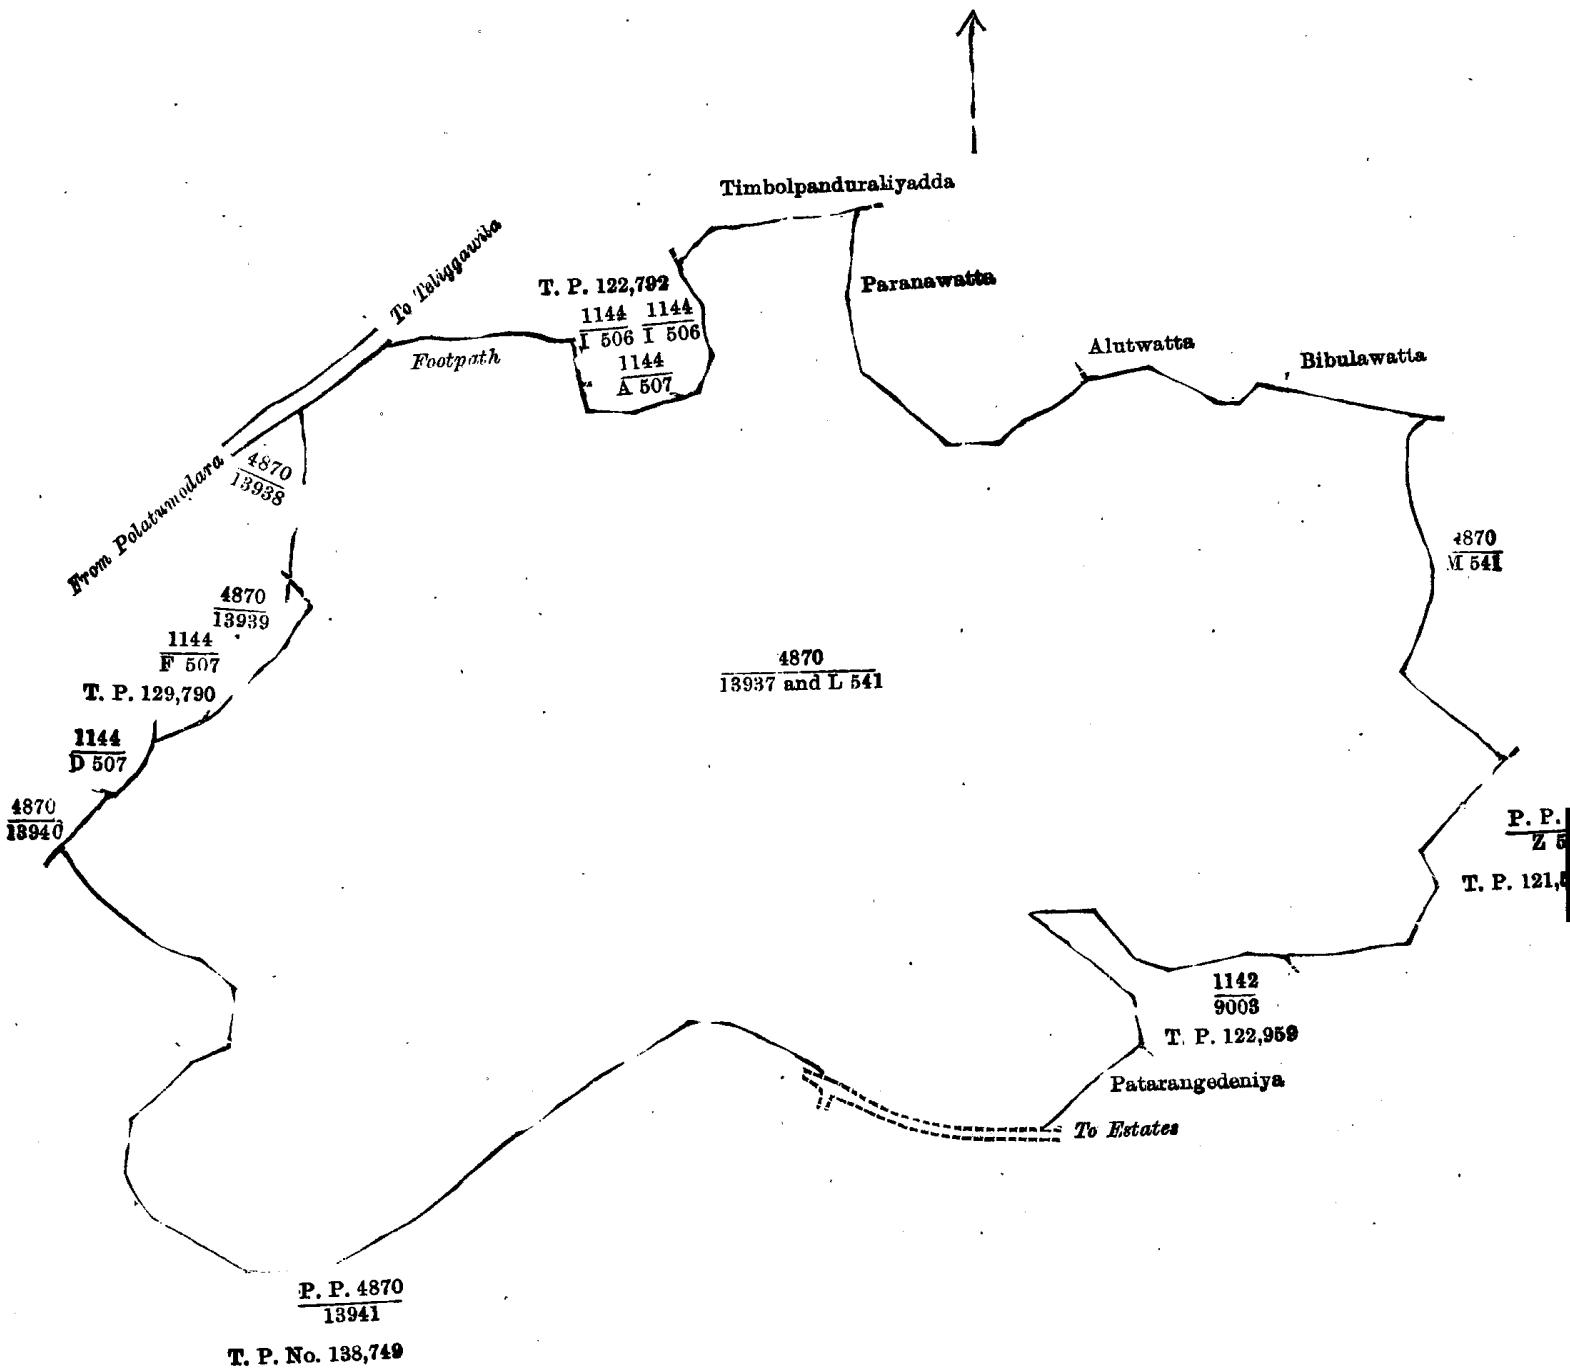 Timbolpanduraliyadda
To Teliggawila
T. P. 122,792
1144 1144
I 506 I 506
1144
A 507
Paranawatta
Footpath
Alutwatta
Bibulawatta
From Polatumodara
4870
13938
4870
M 541
4870
13939
1144
F 507
T. P. 129,790
4870
13937 and L 541
1144
D 507
4870
13940
P. P.
Z 5
T. P. 121,
1142
9003
T. P. 122,959
Patarangedeniya
To Estates
P. P. 4870
13941
T. P. No. 138,749